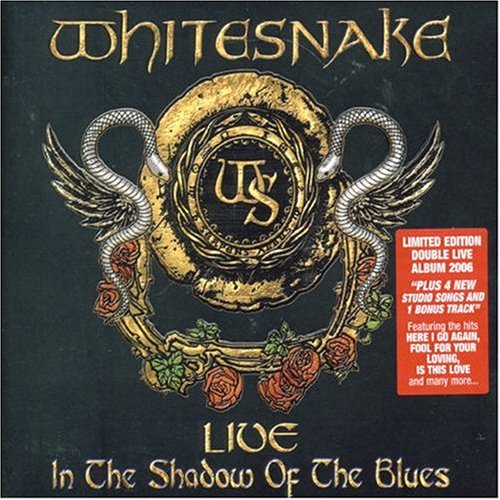 WHITESNAKE
WS
LIMITED EDITION
DOUBLE LIVE
ALBUM 2006
"PLUS 4 NEW
STUDIO SONGS AND
1 BONUS TRACK"
Featuring the hits
HERE I GO AGAIN,
FOOL FOR YOUR
LOVING,
IS THIS LOVE
and many more...
LIVE
In The Shadow Of The Blues